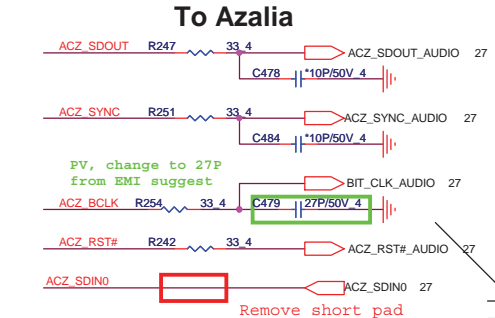 To Azalia
ACZ_SDOUT R247 33_4 ACZ_SDOUT_AUDIO 27
C478 *10P/50V_4
ACZ_SYNC R251 33_4 ACZ_SYNC_AUDIO 27
C484 *10P/50V_4
PV, change to 27P
from EMI suggest
BIT_CLK_AUDIO 27
ACZ_BCLK R254 33_4 C479 27P/50V_4
ACZ_RST# R242 33_4 ACZ_RST#_AUDIO 27
ACZ_SDIN0 ACZ_SDIN0 27
Remove short pad